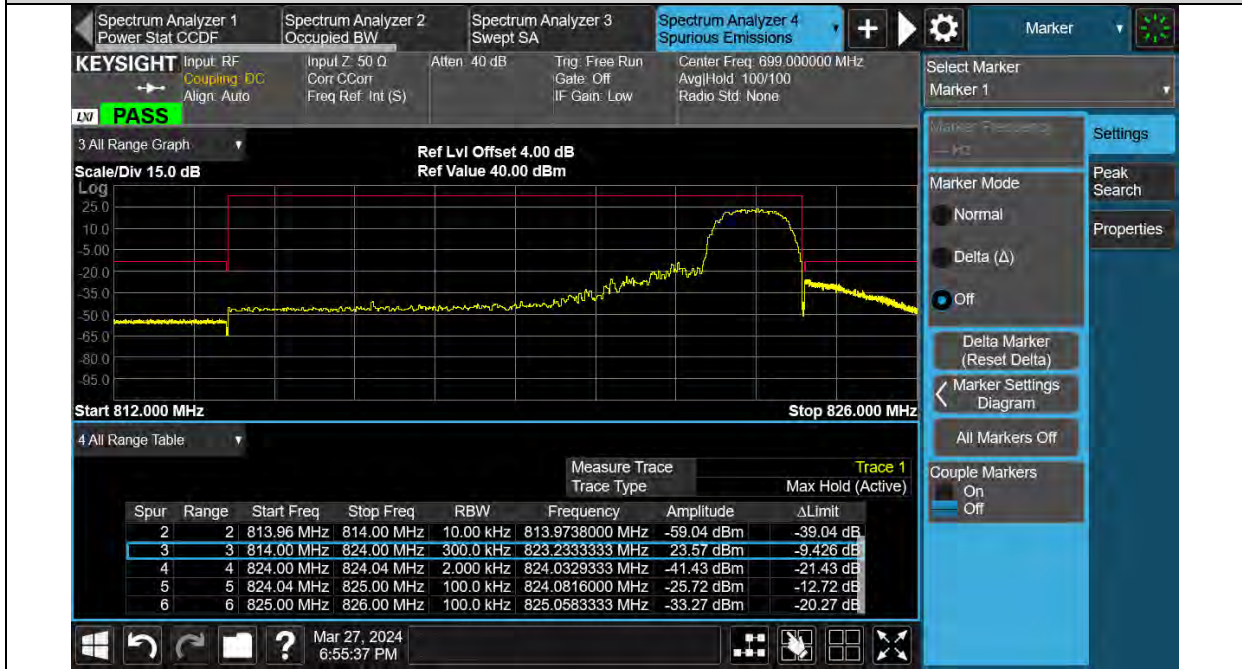 Spectrum Analyzer 1
Power Stat CCDF
Spectrum Analyzer 2
Occupied BW
Spectrum Analyzer 3
Swept SA
Spectrum Analyzer 4
Spurious Emissions
Marker
KEYSIGHT
Input: RF
Coupling: DC
Align: Auto
Input Z: 50 Ω
Corr CCorr
Freq Ref: Int (S)
Atten: 40 dB
Trig: Free Run
Gate: Off
IF Gain: Low
Center Freq: 699.000000 MHz
Avg|Hold: 100/100
Radio Std: None
LXI
PASS
Select Marker
Marker 1
3 All Range Graph
Scale/Div 15.0 dB
Ref Lvl Offset 4.00 dB
Ref Value 40.00 dBm
Log
25.0
10.0
-5.00
-20.0
-35.0
-50.0
-65.0
-80.0
-95.0
Start 812.000 MHz
Stop 826.000 MHz
Marker Frequency
--- Hz
Settings
Peak Search
Properties
Marker Mode
Normal
Delta (Δ)
Off
Delta Marker
(Reset Delta)
Marker Settings
Diagram
All Markers Off
Couple Markers
On
Off
4 All Range Table
Measure Trace Trace 1
Trace Type Max Hold (Active)
Spur Range Start Freq Stop Freq RBW Frequency Amplitude ΔLimit
2 2 813.96 MHz 814.00 MHz 10.00 kHz 813.9738000 MHz -59.04 dBm -39.04 dB
3 3 814.00 MHz 824.00 MHz 300.0 kHz 823.2333333 MHz 23.57 dBm -9.426 dB
4 4 824.00 MHz 824.04 MHz 2.000 kHz 824.0329333 MHz -41.43 dBm -21.43 dB
5 5 824.04 MHz 825.00 MHz 100.0 kHz 824.0816000 MHz -25.72 dBm -12.72 dB
6 6 825.00 MHz 826.00 MHz 100.0 kHz 825.0583333 MHz -33.27 dBm -20.27 dB
?
Mar 27, 2024
6:55:37 PM